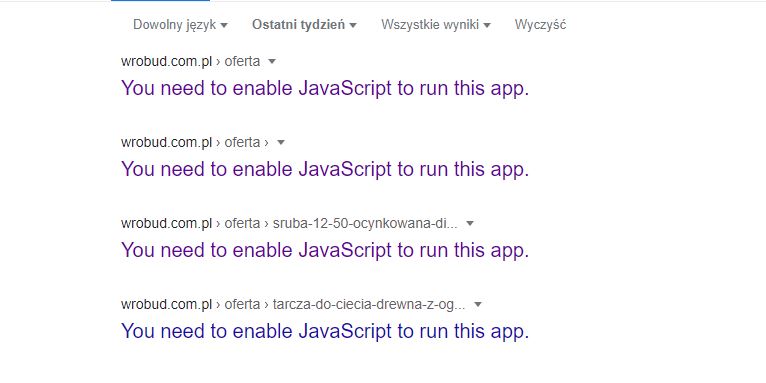 Dowolny język Ostatni tydzień Wszystkie wyniki Wyczyść
wrobud.com.pl › oferta
You need to enable JavaScript to run this app.
wrobud.com.pl › oferta ›
You need to enable JavaScript to run this app.
wrobud.com.pl › oferta › sruba-12-50-ocynkowana-di...
You need to enable JavaScript to run this app.
wrobud.com.pl › oferta › tarcza-do-ciecia-drewna-z-og...
You need to enable JavaScript to run this app.